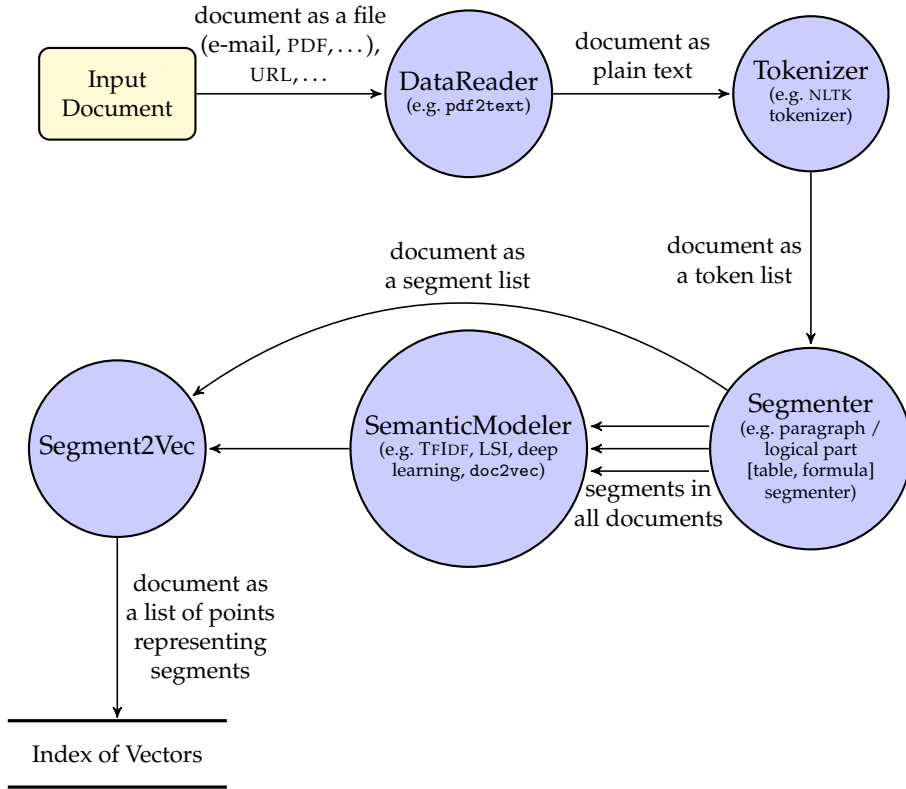 document as a file
(e-mail, PDF, …),
URL, …
Input
Document
DataReader
(e.g. pdf2text)
document as
plain text
Tokenizer
(e.g. NLTK
tokenizer)
document as
a token list
document as
a segment list
Segmenter
(e.g. paragraph /
logical part
[table, formula]
segmenter)
segments in
all documents
SemanticModeler
(e.g. TFIDF, LSI, deep
learning, doc2vec)
Segment2Vec
document as
a list of points
representing
segments
Index of Vectors